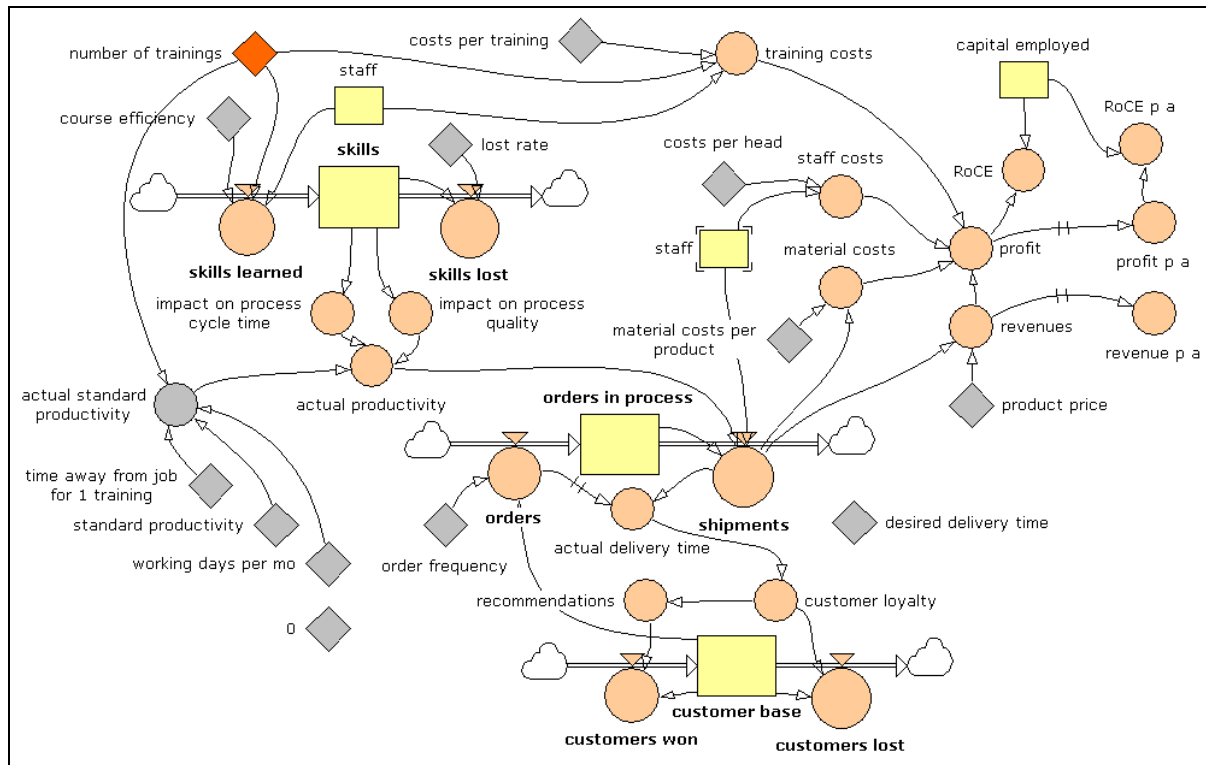 number of trainings
costs per training
training costs
capital employed
staff
RoCE p a
course efficiency
skills
lost rate
costs per head
staff costs
RoCE
staff
material costs
profit
profit p a
skills learned
skills lost
impact on process
cycle time
impact on process
quality
material costs per
product
revenues
revenue p a
actual standard
productivity
actual productivity
orders in process
product price
time away from job
for 1 training
standard productivity
orders
shipments
desired delivery time
actual delivery time
working days per mo
order frequency
recommendations
customer loyalty
0
customer base
customers won
customers lost